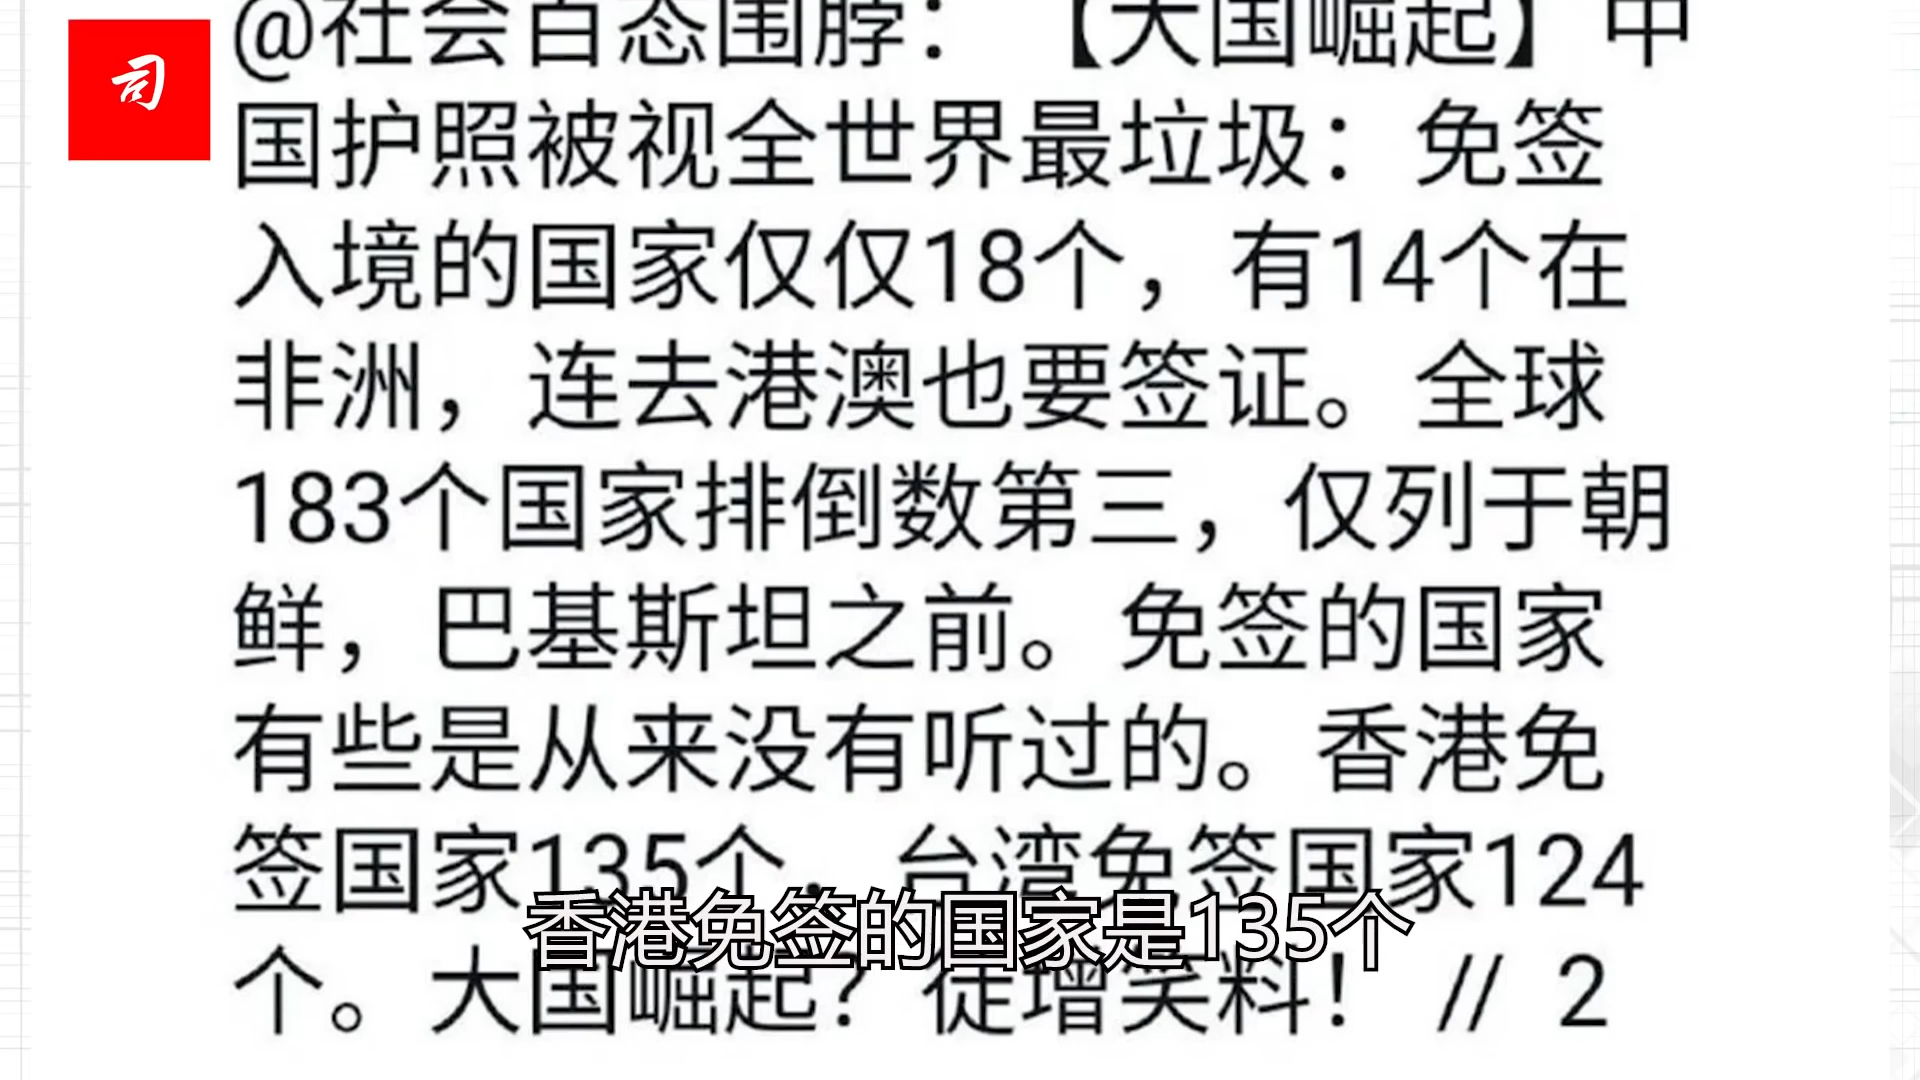 司
@社会百态围脖：【大国崛起】中
国护照被视全世界最垃圾：免签
入境的国家仅仅18个，有14个在
非洲，连去港澳也要签证。全球
183个国家排倒数第三，仅列于朝
鲜，巴基斯坦之前。免签的国家
有些是从来没有听过的。香港免
签国家135个，台湾免签国家124
香港免签的国家是135个
个。大国崛起？徒增笑料！ // 2